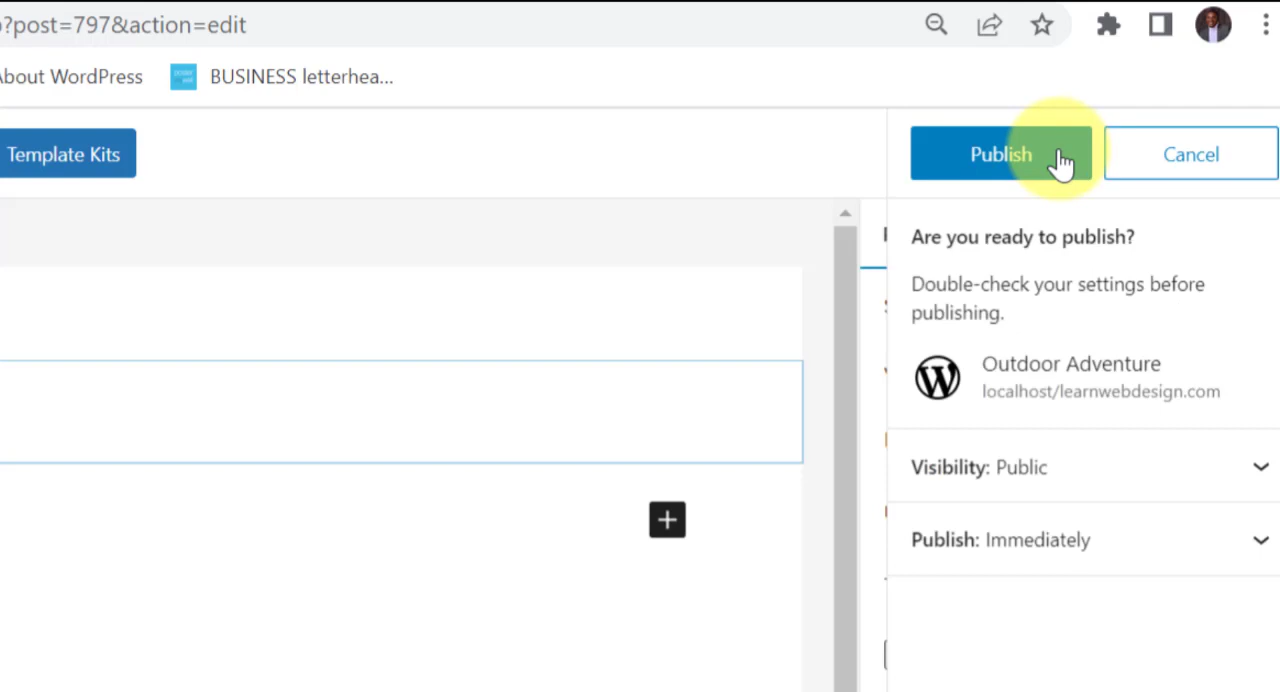 ?post=797&action=edit
About WordPress
BUSINESS letterhea...
Template Kits
Publish
Cancel
Are you ready to publish?
Double-check your settings before
publishing.
Outdoor Adventure
localhost/learnwebdesign.com
Visibility: Public
Publish: Immediately